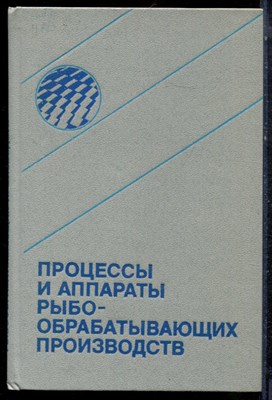 ПРОЦЕССЫ
И АППАРАТЫ
РЫБО-
ОБРАБАТЫВАЮЩИХ
ПРОИЗВОДСТВ